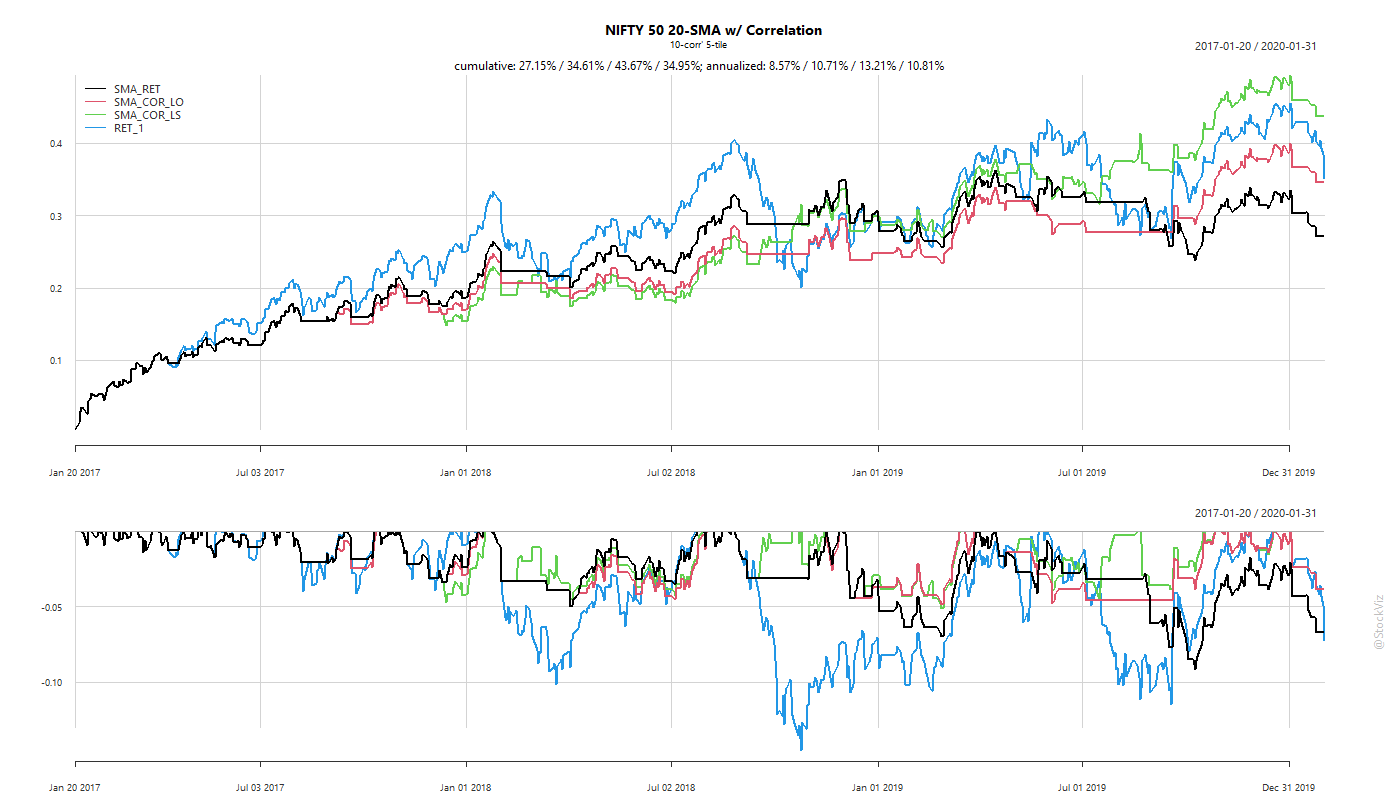 NIFTY 50 20-SMA w/ Correlation
10-corr' 5-tile
2017-01-20 / 2020-01-31
cumulative: 27.15% / 34.61% / 43.67% / 34.95%; annualized: 8.57% / 10.71% / 13.21% / 10.81%
SMA_RET
SMA_COR_LO
SMA_COR_LS
RET_1
0.4
0.3
0.2
0.1
Jan 20 2017 Jul 03 2017 Jan 01 2018 Jul 02 2018 Jan 01 2019 Jul 01 2019 Dec 31 2019
2017-01-20 / 2020-01-31
-0.05
-0.10
Jan 20 2017 Jul 03 2017 Jan 01 2018 Jul 02 2018 Jan 01 2019 Jul 01 2019 Dec 31 2019
@StockViz